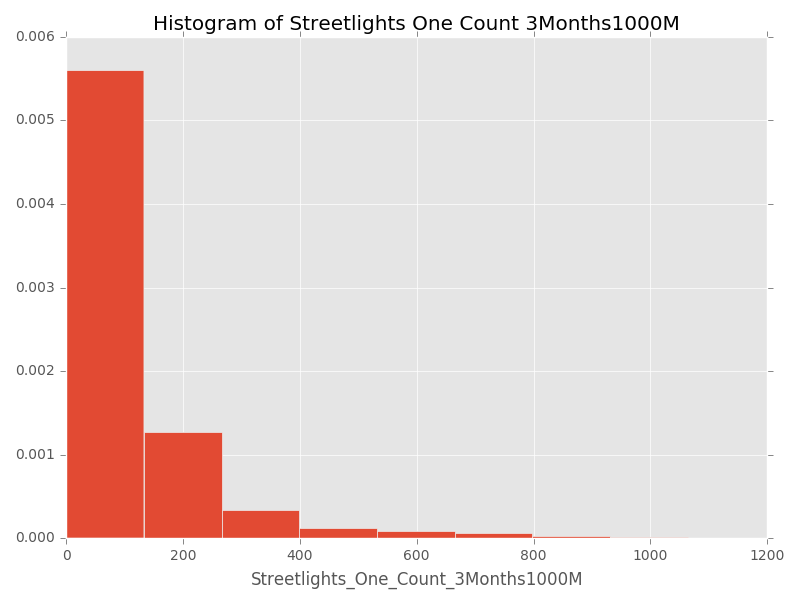 Histogram of Streetlights One Count 3Months1000M
0.006
0.005
0.004
0.003
0.002
0.001
0.000
0 200 400 600 800 1000 1200
Streetlights_One_Count_3Months1000M